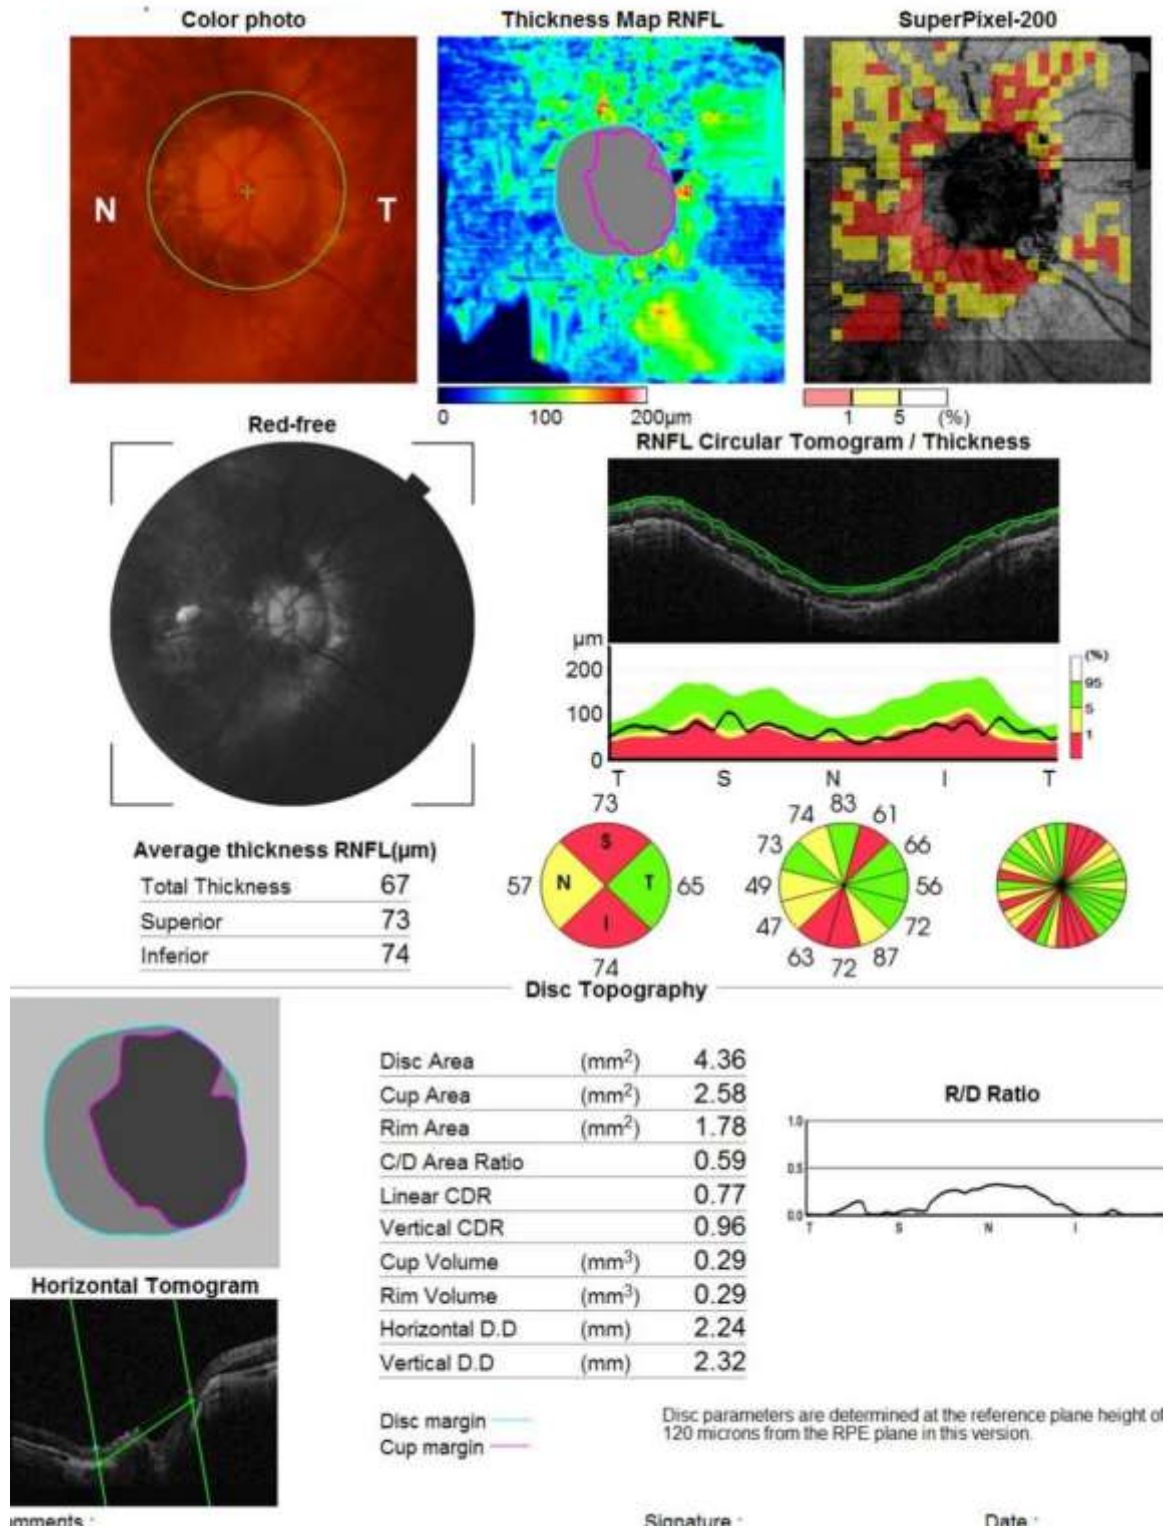 Color photo
Thickness Map RNFL
SuperPixel-200
N
T
0 100 200µm
1 5 (%)
Red-free
RNFL Circular Tomogram / Thickness
µm
200
100
0
T S N I T
(%)
95
5
1
Average thickness RNFL(µm)
Total Thickness 67
Superior 73
Inferior 74
73
S
57 N T 65
I
74
83
74 61
73 66
49 56
47 72
63 87
72
Disc Topography
Disc Area (mm²) 4.36
Cup Area (mm²) 2.58
Rim Area (mm²) 1.78
C/D Area Ratio 0.59
Linear CDR 0.77
Vertical CDR 0.96
Cup Volume (mm³) 0.29
Rim Volume (mm³) 0.29
Horizontal D.D (mm) 2.24
Vertical D.D (mm) 2.32
R/D Ratio
1.0
0.5
0.0
T S N I
Horizontal Tomogram
Disc margin
Cup margin
Disc parameters are determined at the reference plane height of
120 microns from the RPE plane in this version.
omments :
Signature :
Date :